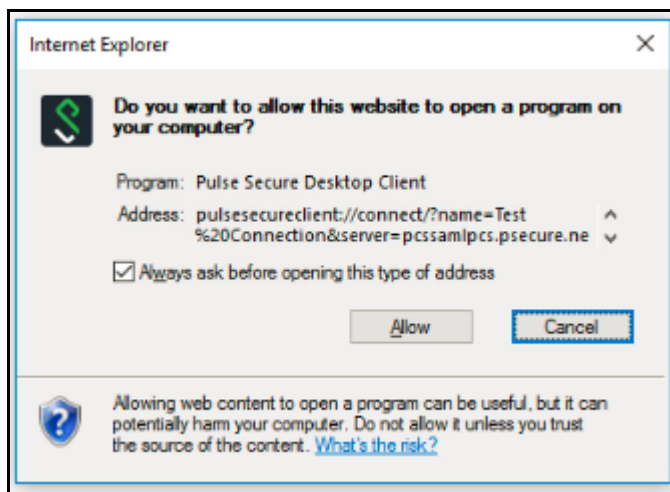 Internet Explorer
Do you want to allow this website to open a program on
your computer?
Program: Pulse Secure Desktop Client
Address: pulsesecureclient://connect/?name=Test
%20Connection&server=pcssamlpcs.psecure.ne
Always ask before opening this type of address
Allow
Cancel
Allowing web content to open a program can be useful, but it can
potentially harm your computer. Do not allow it unless you trust
the source of the content. What's the risk?